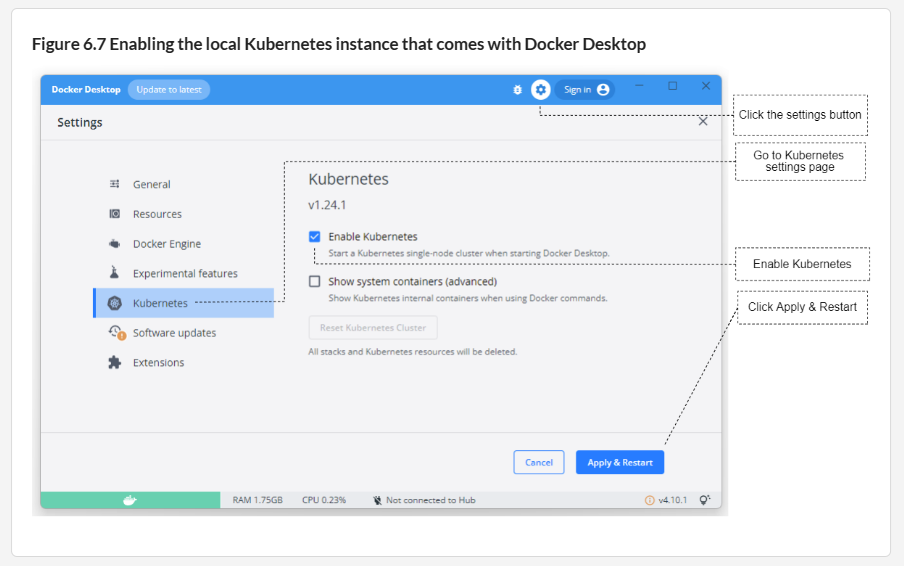 Figure 6.7 Enabling the local Kubernetes instance that comes with Docker Desktop
Docker Desktop
Update to latest
Sign in
Settings
Click the settings button
Go to Kubernetes
settings page
General
Resources
Docker Engine
Experimental features
Kubernetes
Software updates
Extensions
Kubernetes
v1.24.1
Enable Kubernetes
Start a Kubernetes single-node cluster when starting Docker Desktop.
Show system containers (advanced)
Show Kubernetes internal containers when using Docker commands.
Reset Kubernetes Cluster
All stacks and Kubernetes resources will be deleted.
Enable Kubernetes
Click Apply & Restart
Cancel
Apply & Restart
RAM 1.75GB
CPU 0.23%
Not connected to Hub
v4.10.1